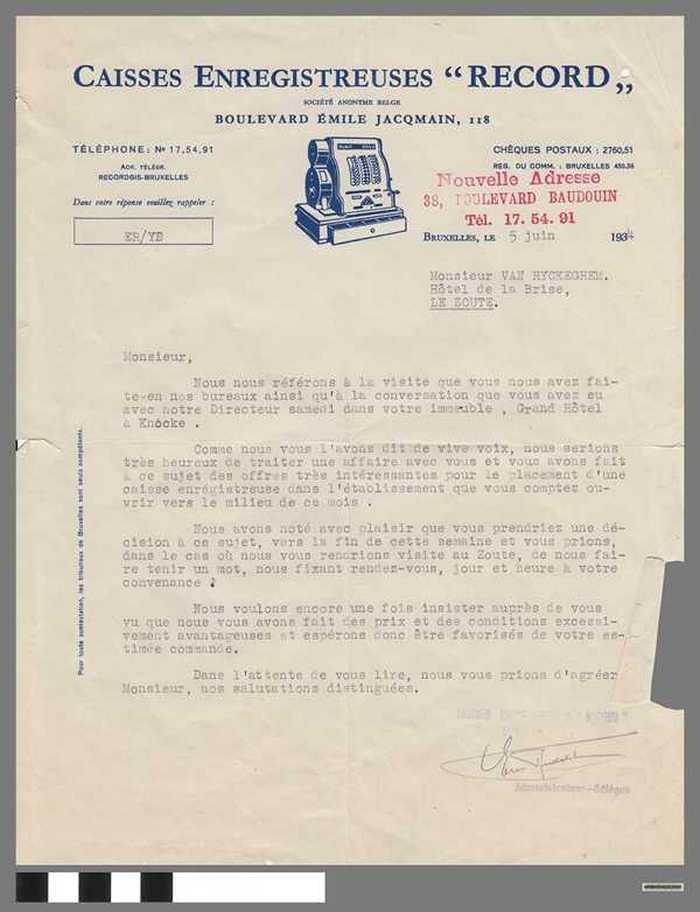 CAISSES ENREGISTREUSES “RECORD„
SOCIÉTÉ ANONYME BELGE
BOULEVARD ÉMILE JACQMAIN, 118
TÉLÉPHONE: Nº 17,54,91
ADR. TÉLÉGR.
RECORDGIS-BRUXELLES
Dans votre réponse veuillez rappeler :
ER/YB
CHÈQUES POSTAUX : 2760,51
REG. DU COMM. : BRUXELLES
Nouvelle Adresse
38, BOULEVARD BAUDOUIN
Tél. 17.54.91
BRUXELLES, LE 5 juin 1934
Monsieur VAN RYCKEGHEM.
Hôtel de la Brise,
LE ZOUTE.
Monsieur,
Nous nous référons à la visite que vous nous avez fai-
te en nos bureaux ainsi qu'à la conversation que vous avez eu
avec notre Directeur samedi dans votre immeuble , Grand Hôtel
à Knocke .
Comme nous vous l'avons dit de vive voix, nous serions
très heureux de traiter une affaire avec vous et vous avons fait
à ce sujet des offres très intéressantes pour le placement d'une
caisse enrégistreuse dans l'établissement que vous comptez ou-
vrir vers le milieu de ce mois .
Nous avons noté avec plaisir que vous prendriez une dé-
cision à ce sujet, vers la fin de cette semaine et vous prions,
dans le cas où nous vous rendrions visite au Zoute, de nous fai-
re tenir un mot, nous fixant rendez-vous, jour et heure à votre
convenance .
Nous voulons encore une fois insister auprès de vous
vu que nous vous avons fait des prix et des conditions excessi-
vement avantageuses et espérons donc être favorisés de votre es-
timée commande.
Dans l'attente de vous lire, nous vous prions d'agréer
Monsieur, nos salutations distinguées.
Administrateur-Délégué
Pour toute contestation, les tribunaux de Bruxelles sont seuls compétents.